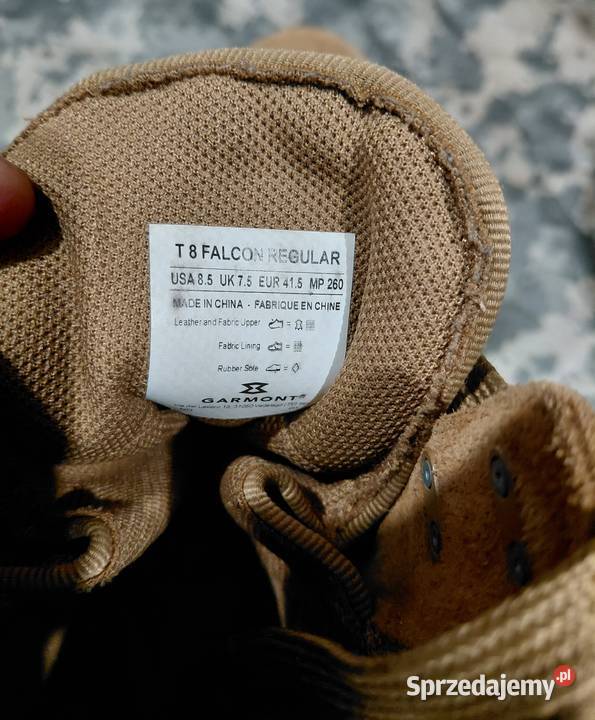 T 8 FALCON REGULAR
USA 8.5 UK 7.5 EUR 41.5 MP 260
MADE IN CHINA - FABRIQUE EN CHINE
Leather and Fabric Upper = 
Fabric Lining =
Rubber Sole =
GARMONT®
Sprzedajemy.pl